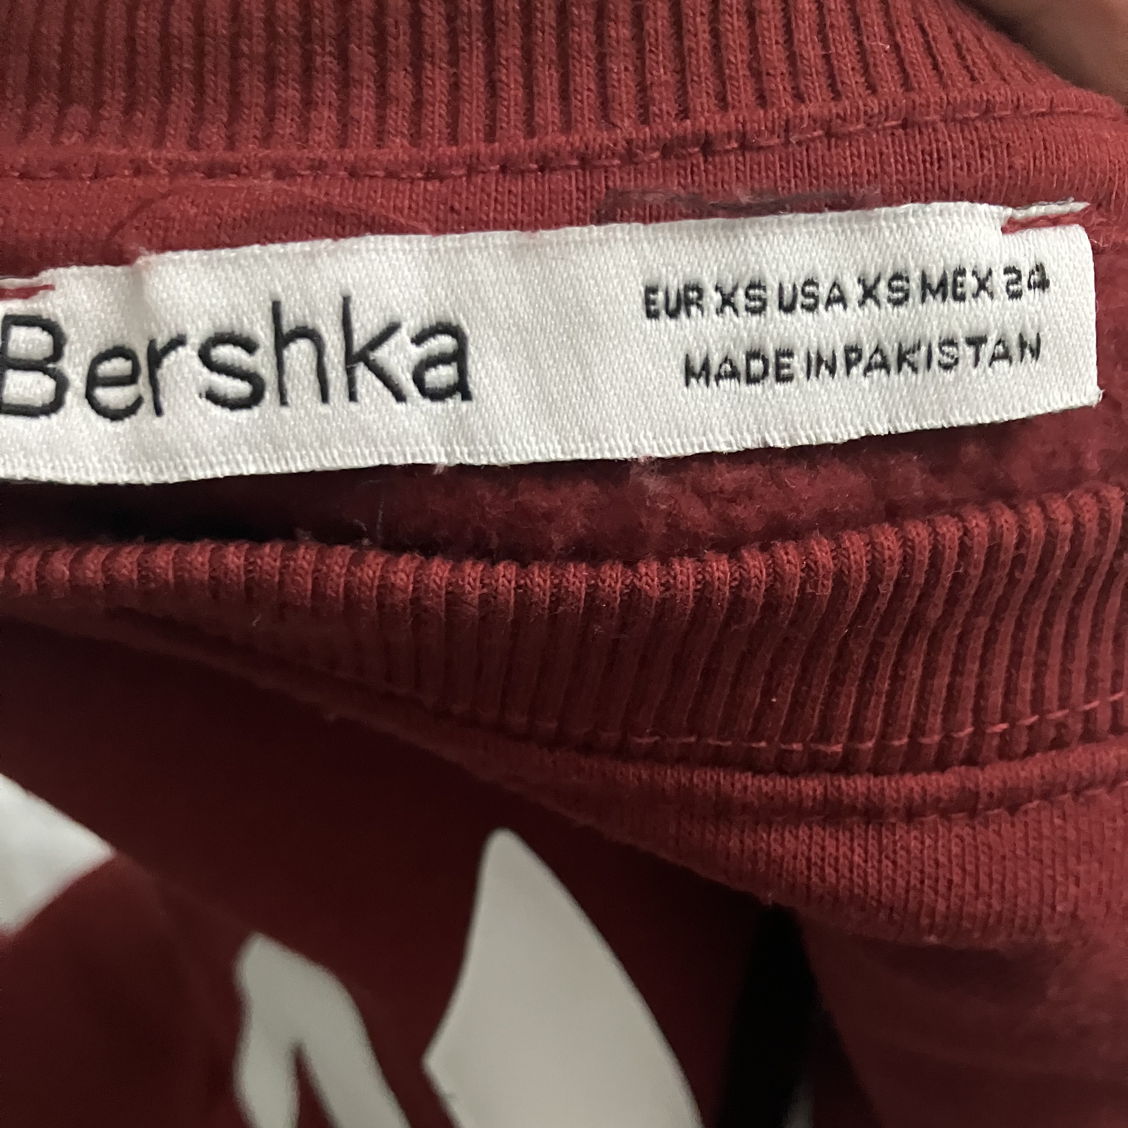 Bershka
EUR XS USA XS MEX 24
MADE IN PAKISTAN